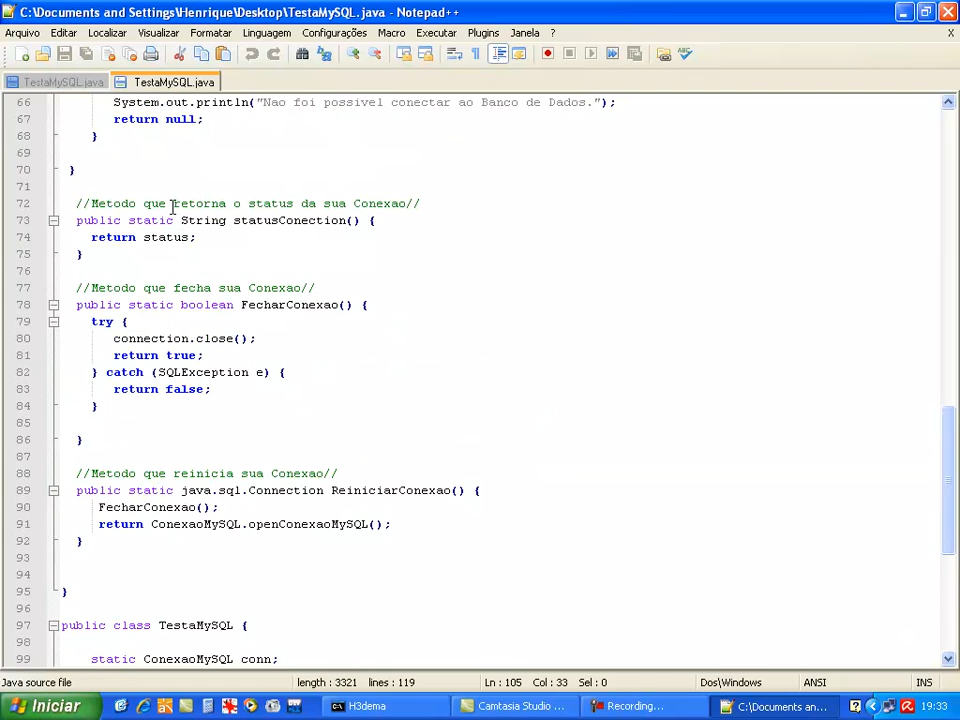 C:\Documents and Settings\Henrique\Desktop\TestaMySQL.java - Notepad++
Arquivo Editar Localizar Visualizar Formatar Linguagem Configurações Macro Executar Plugins Janela ? X
TestaMySQL.java TestaMySQL.java
66 System.out.println("Nao foi possivel conectar ao Banco de Dados.");
67 return null;
68 }
69
70 }
71
72 //Metodo que retorna o status da sua Conexao//
73 public static String statusConection() {
74 return status;
75 }
76
77 //Metodo que fecha sua Conexao//
78 public static boolean FecharConexao() {
79 try {
80 connection.close();
81 return true;
82 } catch (SQLException e) {
83 return false;
84 }
85
86 }
87
88 //Metodo que reinicia sua Conexao//
89 public static java.sql.Connection ReiniciarConexao() {
90 FecharConexao();
91 return ConexaoMySQL.openConexaoMySQL();
92 }
93
94
95 }
96
97 public class TestaMySQL {
98
99 static ConexaoMySQL conn;
Java source file length : 3321 lines : 119 Ln : 105 Col : 33 Sel : 0 Dos\Windows ANSI INS
Iniciar H3dema Camtasia Studio ... Recording... C:\Documents an... 19:33